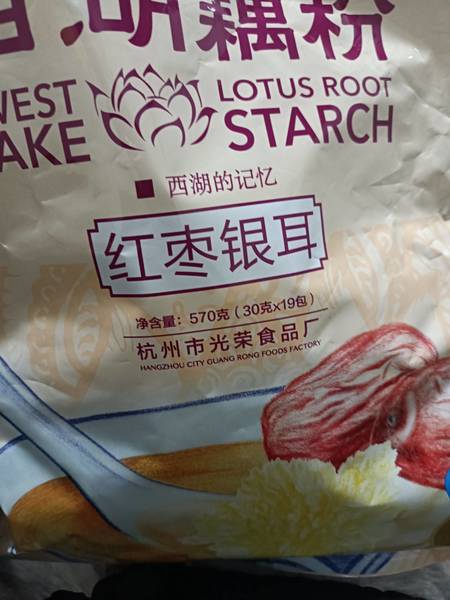 湖藕粉
WEST LAKE
LOTUS ROOT STARCH
西湖的记忆
红枣银耳
净含量: 570克 (30克x19包)
杭州市光荣食品厂
HANGZHOU CITY GUANG RONG FOODS FACTORY